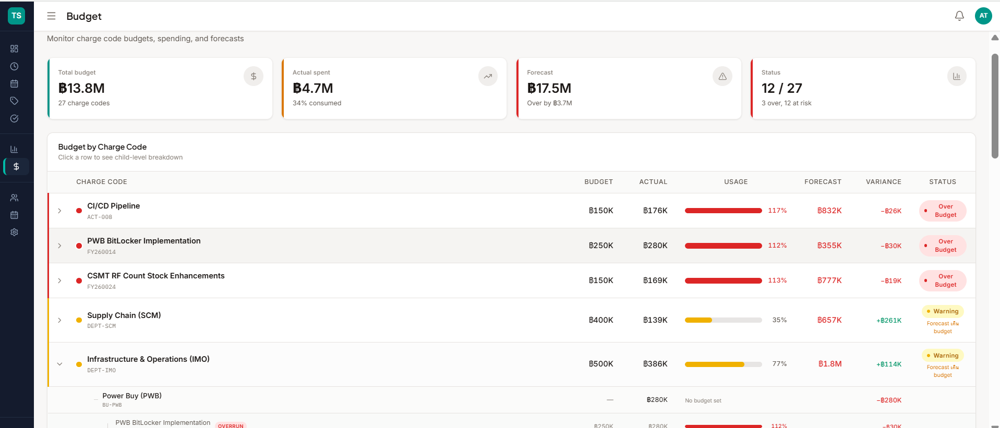 TS
Budget
AT
Monitor charge code budgets, spending, and forecasts
Total budget
฿13.8M
27 charge codes
Actual spent
฿4.7M
34% consumed
Forecast
฿17.5M
Over by ฿3.7M
Status
12 / 27
3 over, 12 at risk
Budget by Charge Code
Click a row to see child-level breakdown
CHARGE CODE BUDGET ACTUAL USAGE FORECAST VARIANCE STATUS
CI/CD Pipeline
ACT-008
฿150K ฿176K 117% ฿832K −฿26K
Over
Budget
PWB BitLocker Implementation
FY260014
฿250K ฿280K 112% ฿355K −฿30K
Over
Budget
CSMT RF Count Stock Enhancements
FY260024
฿150K ฿169K 113% ฿777K −฿19K
Over
Budget
Supply Chain (SCM)
DEPT-SCM
฿400K ฿139K 35% ฿657K +฿261K
Warning
Forecast เกิน
budget
Infrastructure & Operations (IMO)
DEPT-IMO
฿500K ฿386K 77% ฿1.8M +฿114K
Warning
Forecast เกิน
budget
Power Buy (PWB)
BU-PWB
— ฿280K No budget set −฿280K
PWB BitLocker Implementation OVERRUN
฿250K ฿280K 112% −฿30K